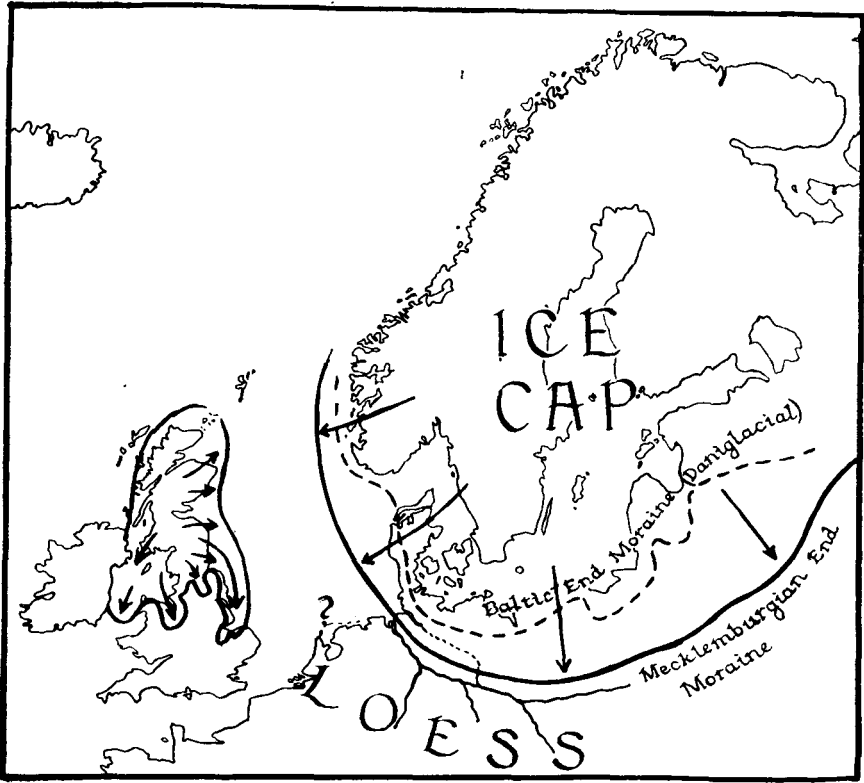 ICE
CAP
Baltic End Moraine (Daniglacial)
Mecklemburgian End
Moraine
?
LOESS